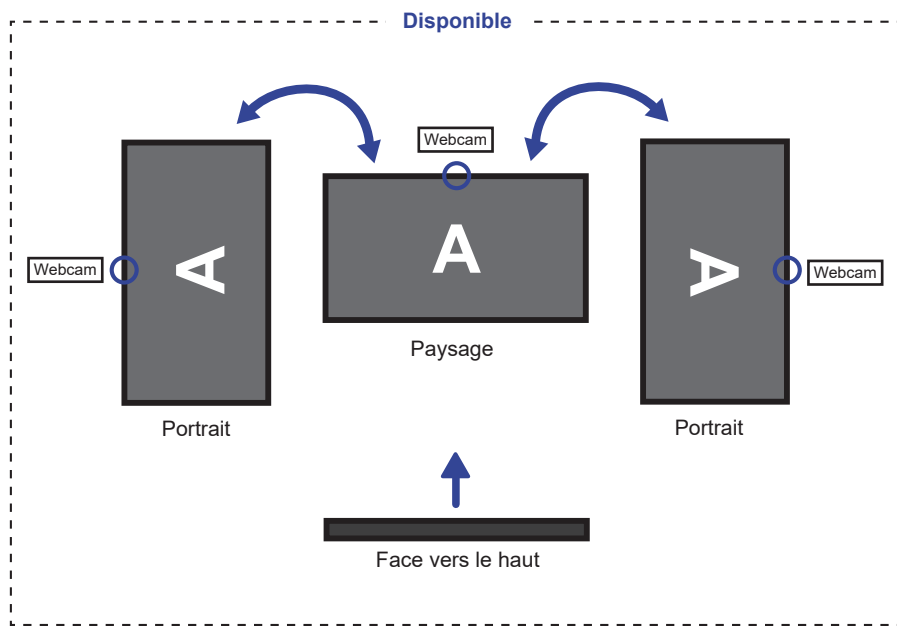 Disponible
Webcam
A
Paysage
Webcam
A
Portrait
A
Webcam
Portrait
Face vers le haut